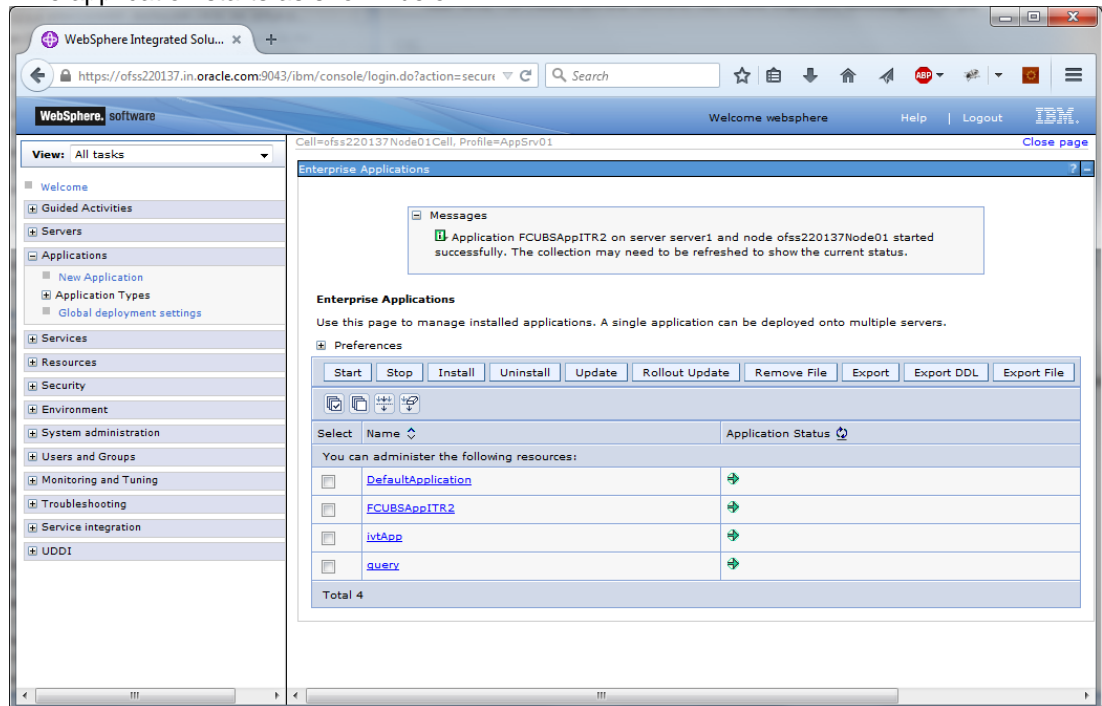 WebSphere Integrated Solu... × +
https://ofss220137.in.oracle.com:9043/ibm/console/login.do?action=secure
Search
ABP
WebSphere. software
Welcome websphere
Help | Logout
IBM.
View: All tasks
Welcome
Guided Activities
Servers
Applications
New Application
Application Types
Global deployment settings
Services
Resources
Security
Environment
System administration
Users and Groups
Monitoring and Tuning
Troubleshooting
Service integration
UDDI
Cell=ofss220137Node01Cell, Profile=AppSrv01
Close page
Enterprise Applications
? -
Messages
Application FCUBSAppITR2 on server server1 and node ofss220137Node01 started
successfully. The collection may need to be refreshed to show the current status.
Enterprise Applications
Use this page to manage installed applications. A single application can be deployed onto multiple servers.
Preferences
Start Stop Install Uninstall Update Rollout Update Remove File Export Export DDL Export File
Select Name Application Status
You can administer the following resources:
DefaultApplication
FCUBSAppITR2
ivtApp
query
Total 4